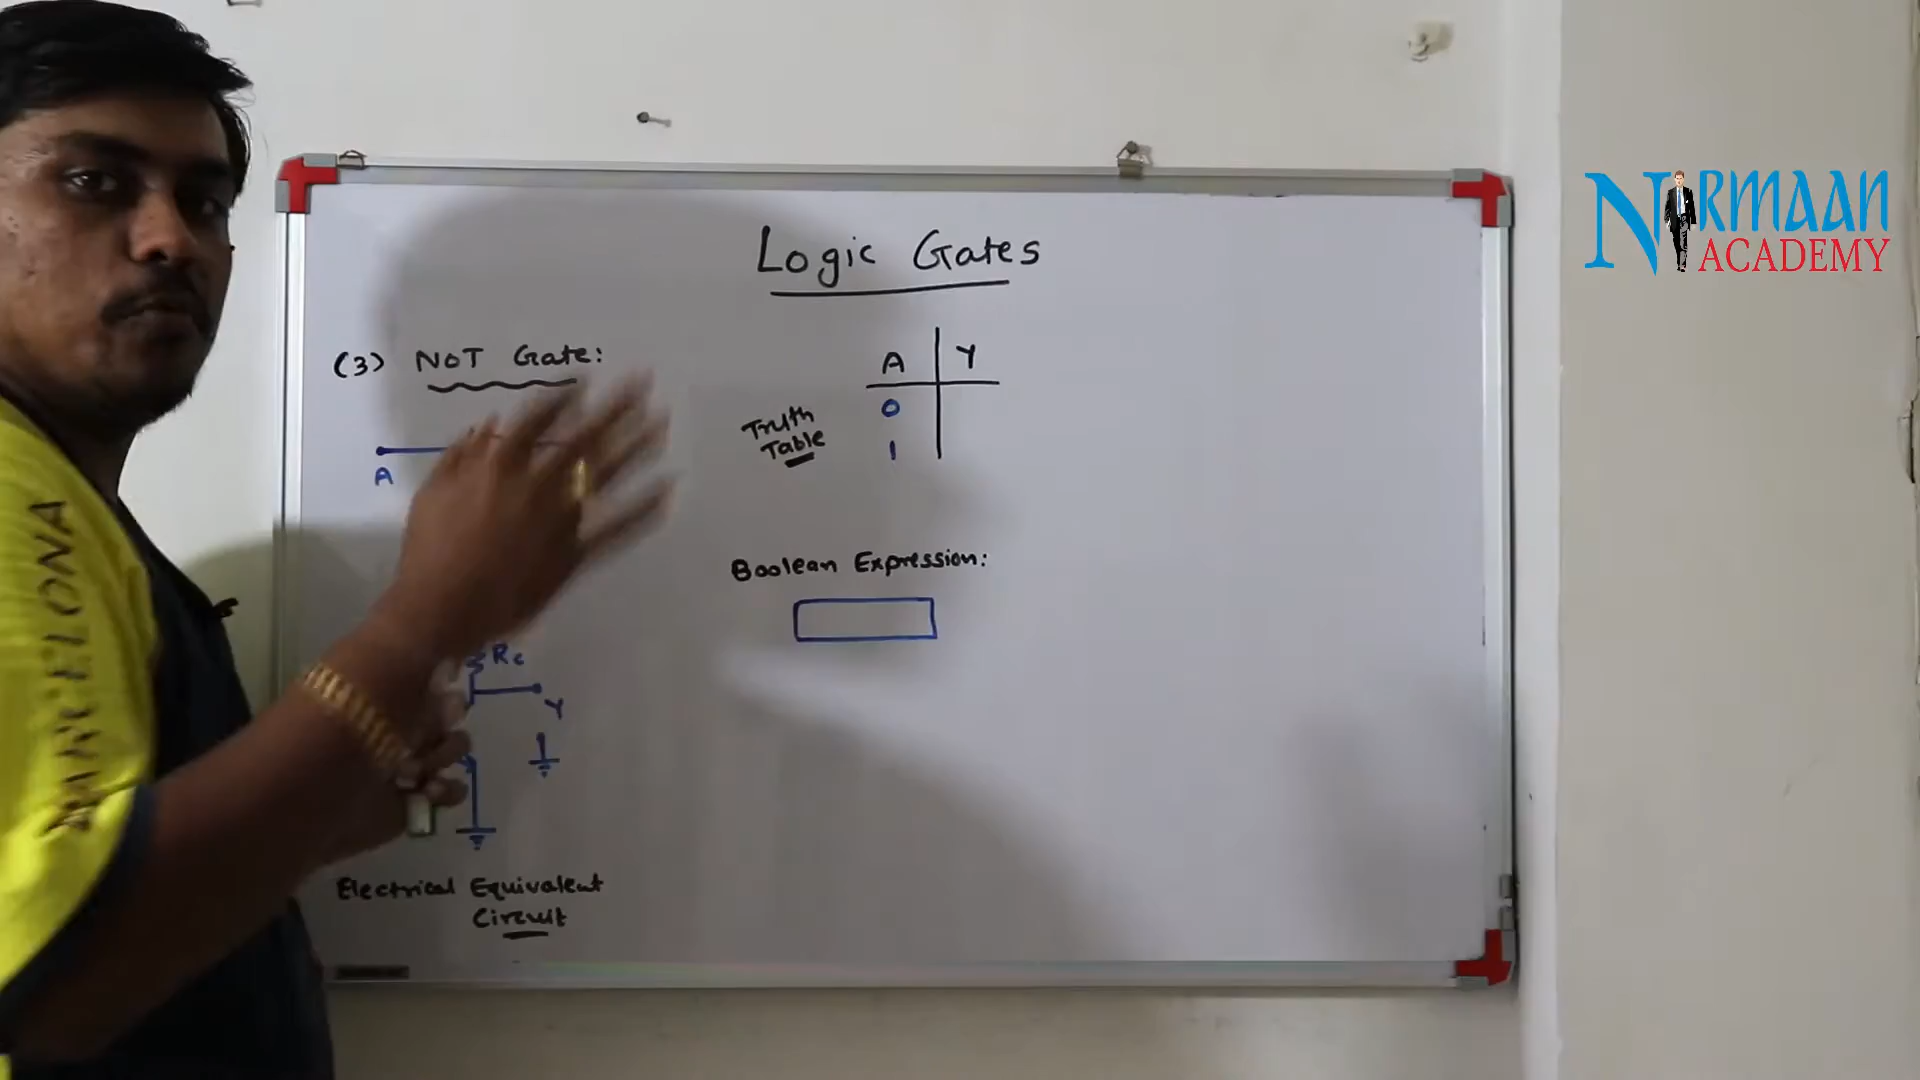 NIRMAAN
ACADEMY
Logic Gates
(3) NOT Gate:
A
A Y
0
1
Truth
Table
Boolean Expression:
Rc
Y
Electrical Equivalent
Circuit